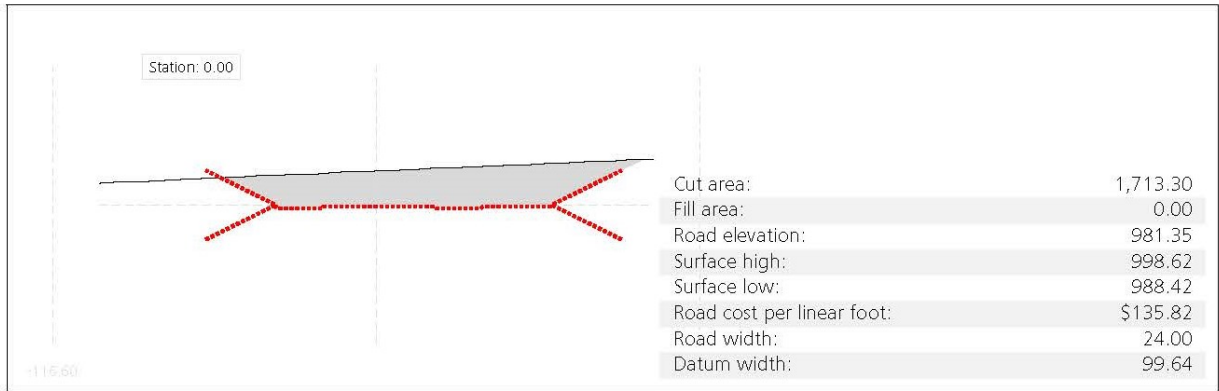 Station: 0.00
Cut area: 1,713.30
Fill area: 0.00
Road elevation: 981.35
Surface high: 998.62
Surface low: 988.42
Road cost per linear foot: $135.82
Road width: 24.00
Datum width: 99.64
-116.60